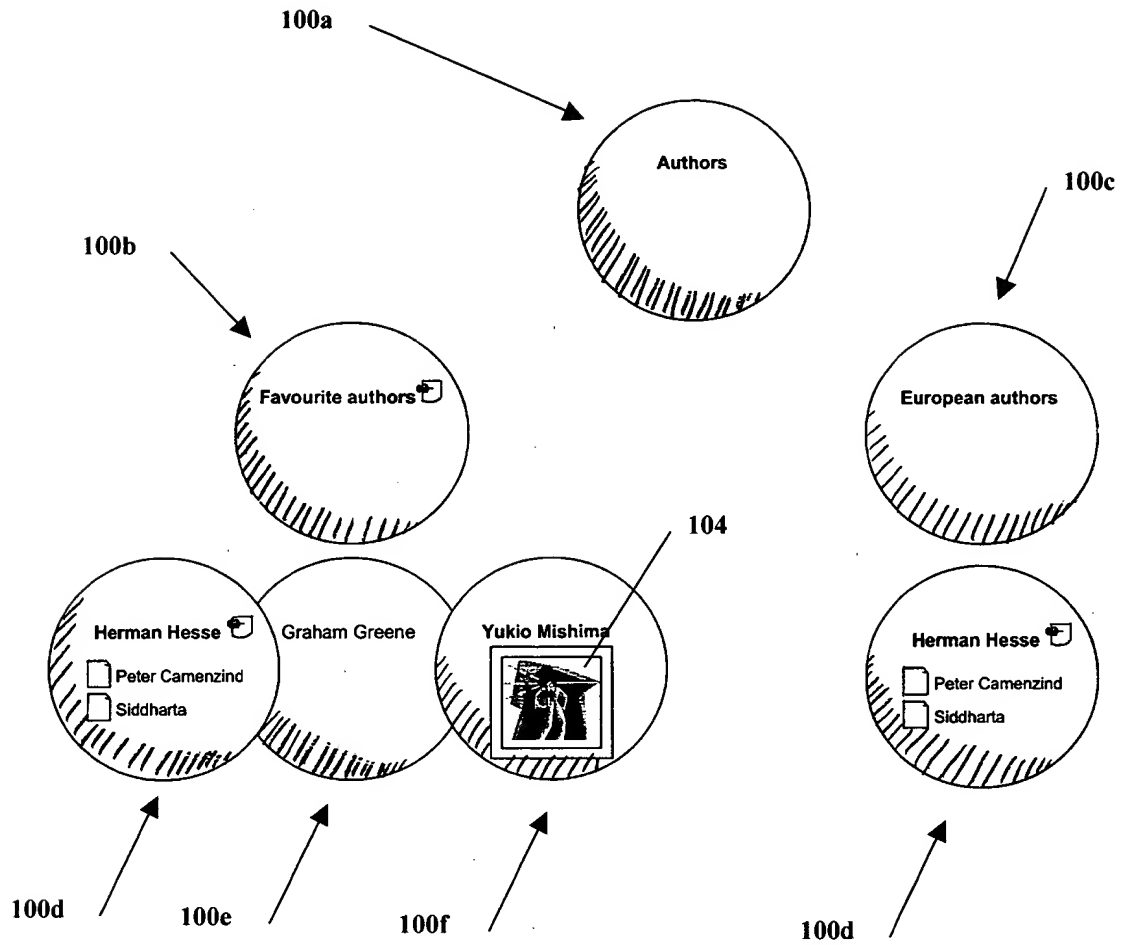 100a
Authors
100c
100b
Favourite authors
European authors
104
Herman Hesse
Graham Greene
Yukio Mishima
Herman Hesse
Peter Camenzind
Peter Camenzind
Siddharta
Siddharta
100d
100e
100f
100d